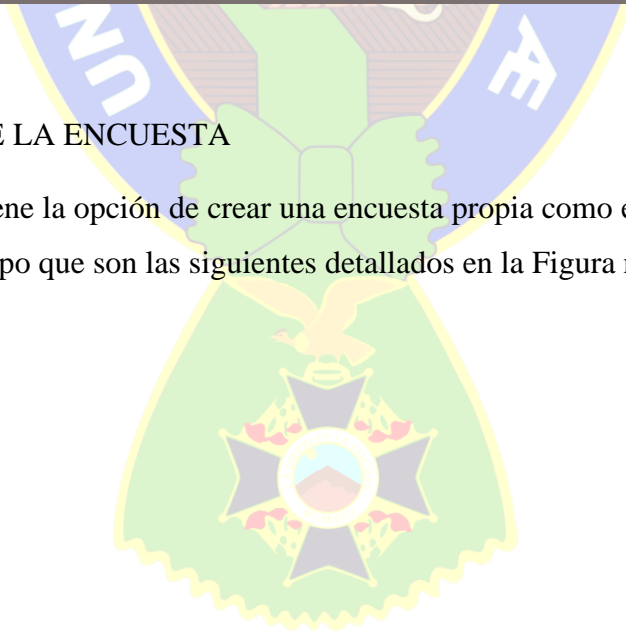 UN
Æ
E LA ENCUESTA
ene la opción de crear una encuesta propia como e
po que son las siguientes detallados en la Figura